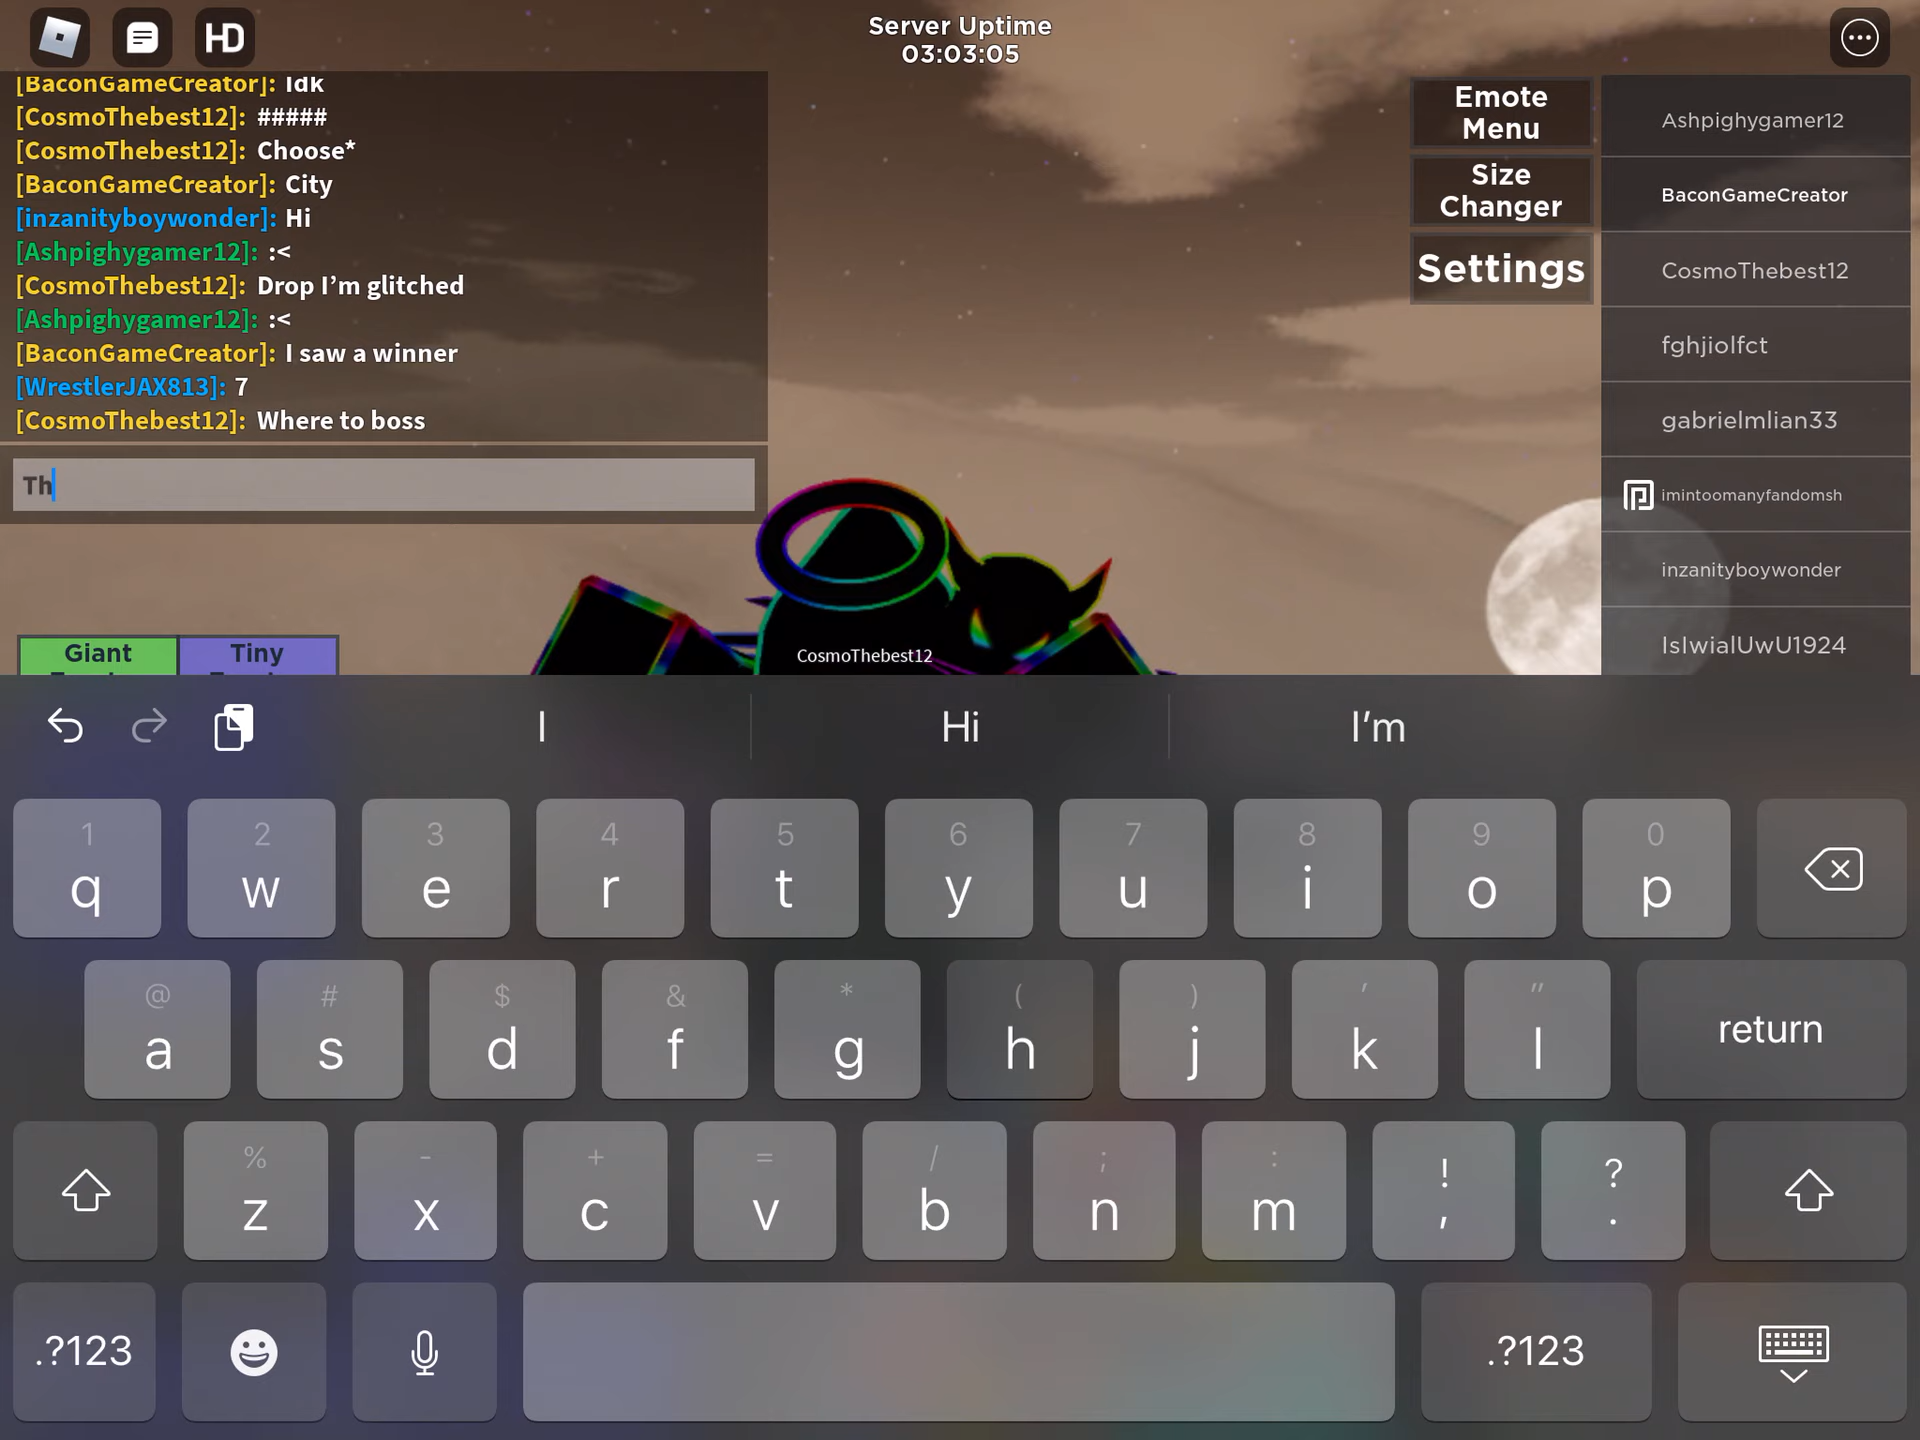 HD
Server Uptime
03:03:05
[BaconGameCreator]: Idk
[CosmoThebest12]: #####
[CosmoThebest12]: Choose*
[BaconGameCreator]: City
[inzanityboywonder]: Hi
[Ashpighygamer12]: :<
[CosmoThebest12]: Drop I’m glitched
[Ashpighygamer12]: :<
[BaconGameCreator]: I saw a winner
[WrestlerJAX813]: 7
[CosmoThebest12]: Where to boss
Th
Emote
Menu
Size
Changer
Settings
Ashpighygamer12
BaconGameCreator
CosmoThebest12
fghjiolfct
gabrielmlian33
imintoomanyfandomsh
inzanityboywonder
IsIwialUwU1924
CosmoThebest12
Giant
Tiny
I Hi I’m
1 2 3 4 5 6 7 8 9 0
q w e r t y u i o p
@ # $ & * ( ) ' "
a s d f g h j k l return
% - + = / ; : ! ?
z x c v b n m , .
.?123 .?123